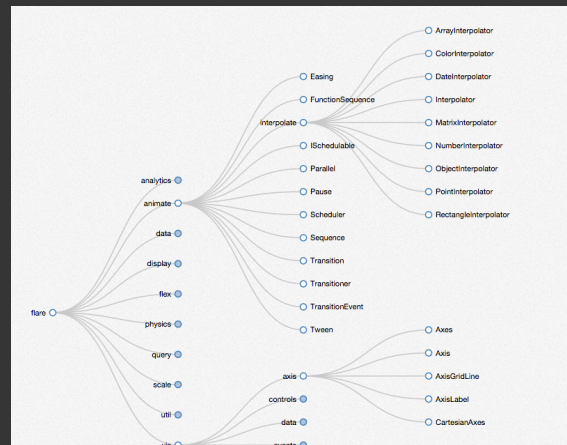 ArrayInterpolator
ColorInterpolator
Easing
DateInterpolator
FunctionSequence
Interpolator
interpolate
MatrixInterpolator
ISchedulable
NumberInterpolator
Parallel
ObjectInterpolator
analytics
Pause
PointInterpolator
animate
Scheduler
RectangleInterpolator
data
Sequence
display
Transition
Transitioner
flex
TransitionEvent
flare
physics
Tween
Axes
query
Axis
axis
AxisGridLine
scale
controls
AxisLabel
util
data
CartesianAxes
vis
events